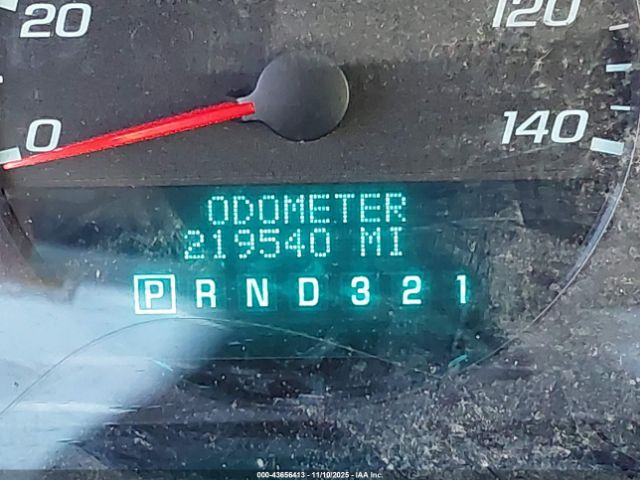 20
120
0
140
ODOMETER
219540 MI
P R N D 3 2 1
000-43656413 - 11/10/2025 - IAA Inc.